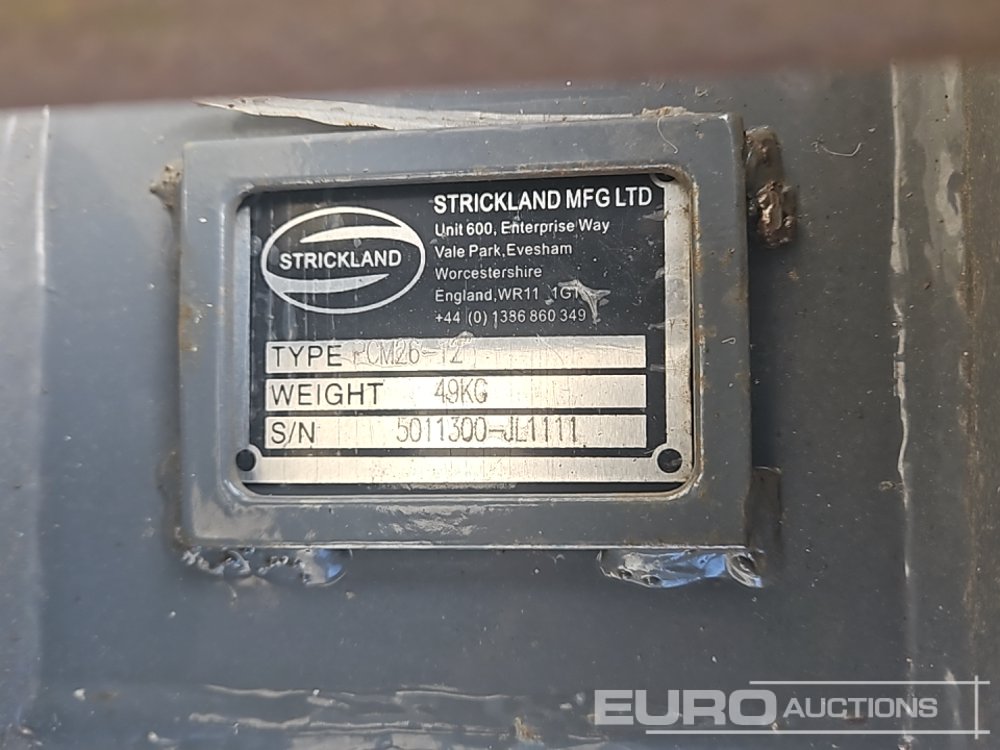 STRICKLAND
STRICKLAND MFG LTD
Unit 600, Enterprise Way
Vale Park, Evesham
Worcestershire
England, WR11
+44 (0) 1386 860 349
TYPE
WEIGHT 49KG
S/N 5011300-JL1111
EURO AUCTIONS